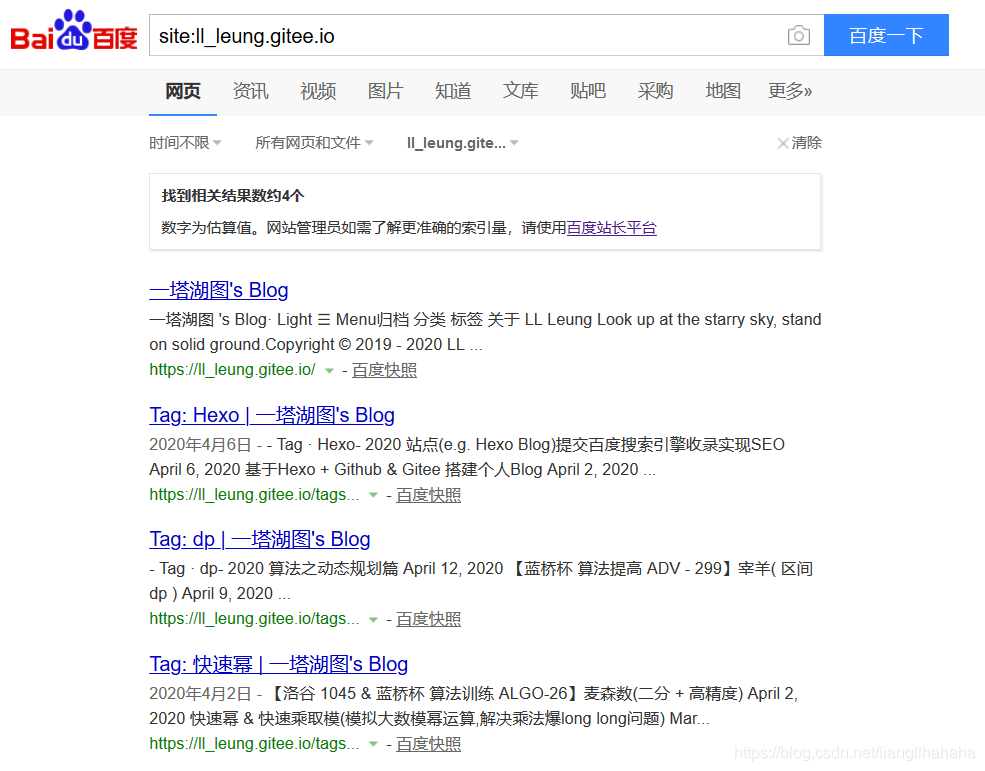 Bai du 百度
site:ll_leung.gitee.io
百度一下
网页 资讯 视频 图片 知道 文库 贴吧 采购 地图 更多»
时间不限 所有网页和文件 ll_leung.gite... 清除
找到相关结果数约4个
数字为估算值。网站管理员如需了解更准确的索引量，请使用百度站长平台
一塔湖图's Blog
一塔湖图 's Blog· Light ☰ Menu归档 分类 标签 关于 LL Leung Look up at the starry sky, stand
on solid ground.Copyright © 2019 - 2020 LL ...
https://ll_leung.gitee.io/ - 百度快照
Tag: Hexo | 一塔湖图's Blog
2020年4月6日 - - Tag · Hexo- 2020 站点(e.g. Hexo Blog)提交百度搜索引擎收录实现SEO
April 6, 2020 基于Hexo + Github & Gitee 搭建个人Blog April 2, 2020 ...
https://ll_leung.gitee.io/tags... - 百度快照
Tag: dp | 一塔湖图's Blog
- Tag · dp- 2020 算法之动态规划篇 April 12, 2020 【蓝桥杯 算法提高 ADV - 299】宰羊( 区间
dp ) April 9, 2020 ...
https://ll_leung.gitee.io/tags... - 百度快照
Tag: 快速幂 | 一塔湖图's Blog
2020年4月2日 - 【洛谷 1045 & 蓝桥杯 算法训练 ALGO-26】麦森数(二分 + 高精度) April 2,
2020 快速幂 & 快速乘取模(模拟大数模幂运算,解决乘法爆long long问题) Mar...
https://ll_leung.gitee.io/tags... - 百度快照
https://blog.csdn.net/liangllhahaha